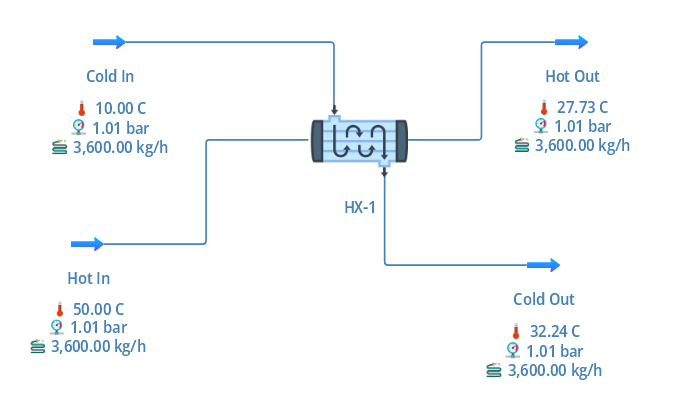 Cold In
10.00 C
1.01 bar
3,600.00 kg/h
Hot Out
27.73 C
1.01 bar
3,600.00 kg/h
HX-1
Hot In
50.00 C
1.01 bar
3,600.00 kg/h
Cold Out
32.24 C
1.01 bar
3,600.00 kg/h